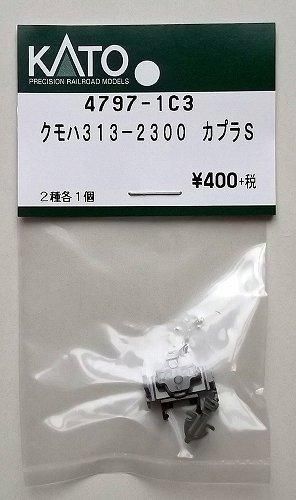 KATO
PRECISION RAILROAD MODELS
4797-1C3
クモハ313-2300 カプラS
¥400+税
2種各1個